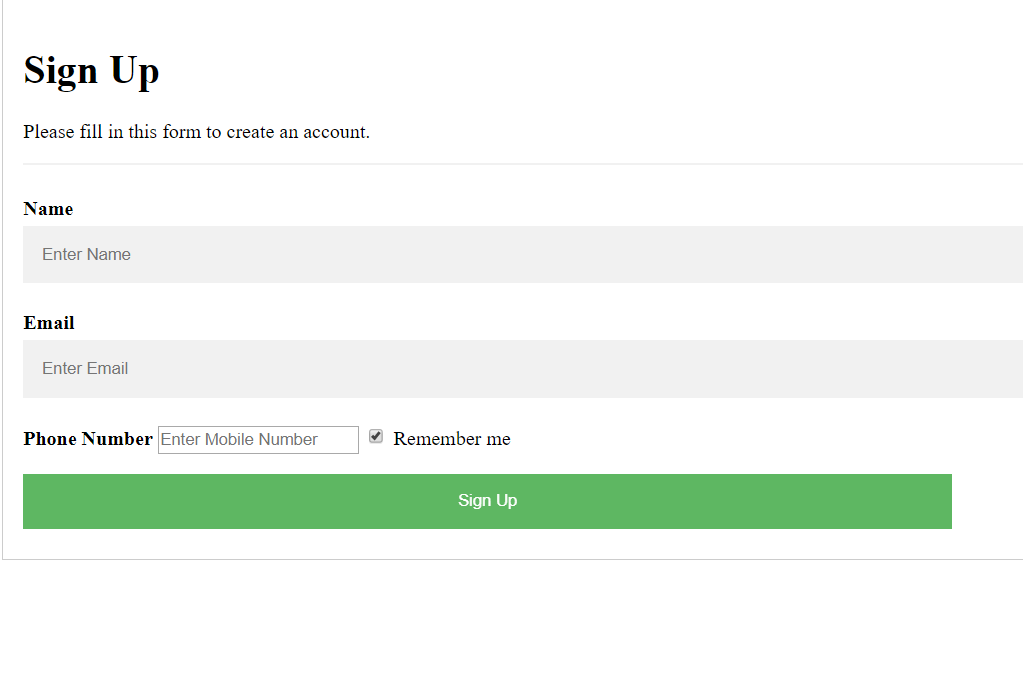 Sign Up
Please fill in this form to create an account.
Name
Enter Name
Email
Enter Email
Phone Number Enter Mobile Number Remember me
Sign Up